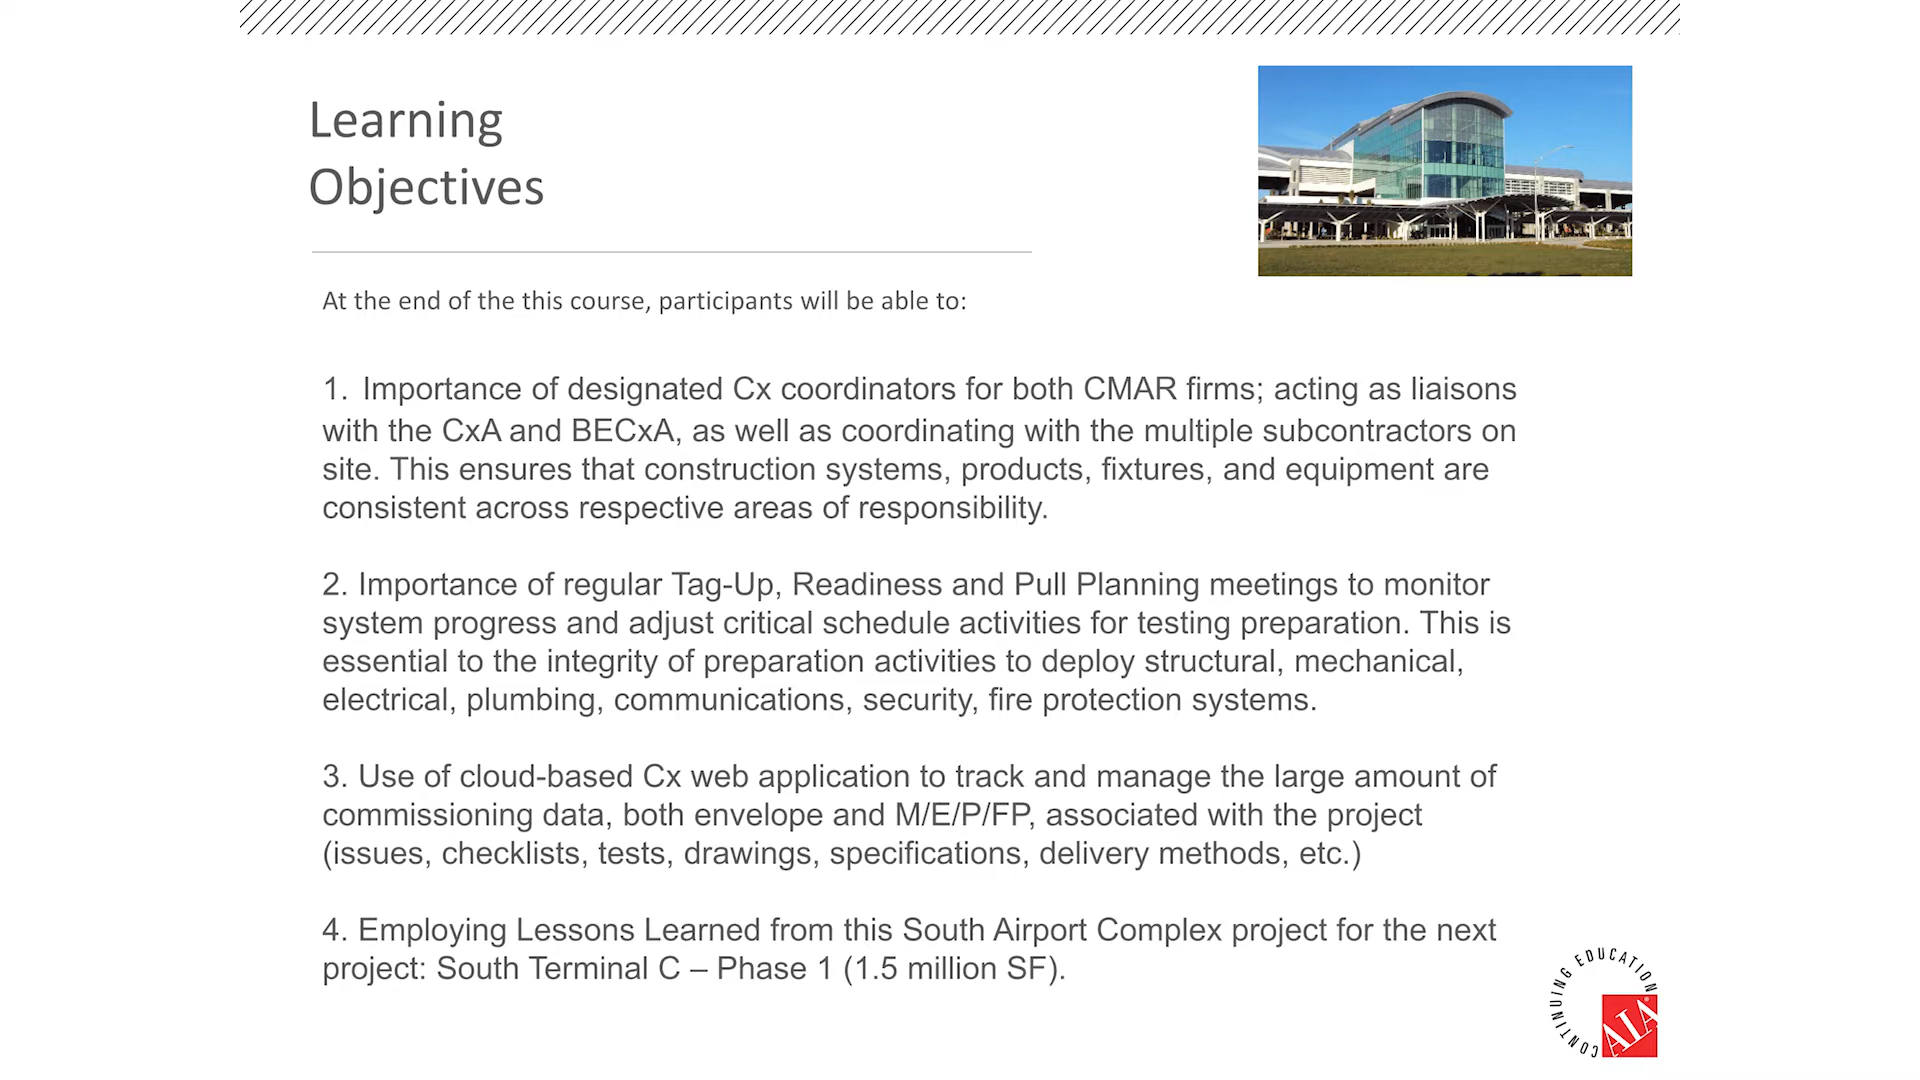 Learning
Objectives
At the end of the this course, participants will be able to:
1. Importance of designated Cx coordinators for both CMAR firms; acting as liaisons
with the CxA and BECxA, as well as coordinating with the multiple subcontractors on
site. This ensures that construction systems, products, fixtures, and equipment are
consistent across respective areas of responsibility.
2. Importance of regular Tag-Up, Readiness and Pull Planning meetings to monitor
system progress and adjust critical schedule activities for testing preparation. This is
essential to the integrity of preparation activities to deploy structural, mechanical,
electrical, plumbing, communications, security, fire protection systems.
3. Use of cloud-based Cx web application to track and manage the large amount of
commissioning data, both envelope and M/E/P/FP, associated with the project
(issues, checklists, tests, drawings, specifications, delivery methods, etc.)
4. Employing Lessons Learned from this South Airport Complex project for the next
project: South Terminal C – Phase 1 (1.5 million SF).
CONTINUING EDUCATION
AIA